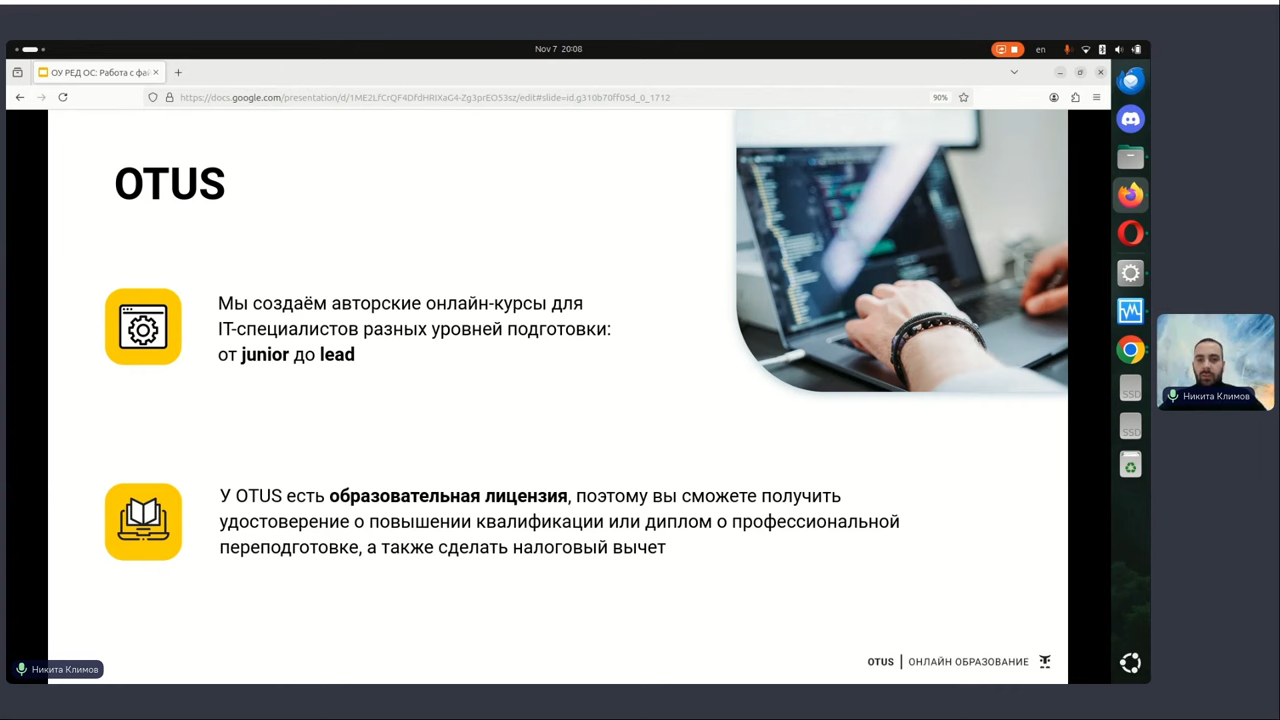 Nov 7 20:08
en
ОУ РЕД ОС: Работа с фа
https://docs.google.com/presentation/d/1ME2LfCrQF4DfdHRIXaG4-Zg3prEO53sz/edit#slide=id.g310b70ff05d_0_1712
90%
OTUS
Мы создаём авторские онлайн-курсы для
IT-специалистов разных уровней подготовки:
от junior до lead
У OTUS есть образовательная лицензия, поэтому вы сможете получить
удостоверение о повышении квалификации или диплом о профессиональной
переподготовке, а также сделать налоговый вычет
OTUS | ОНЛАЙН ОБРАЗОВАНИЕ
SSD
SSD
Никита Климов
Никита Климов